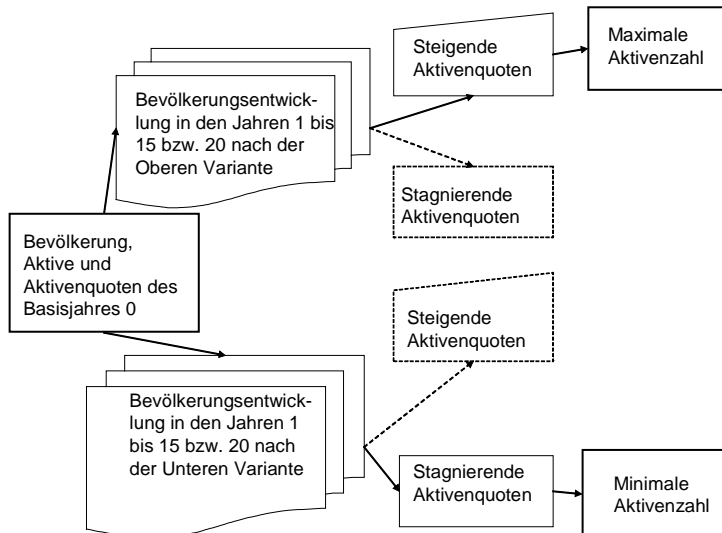 Steigende
Aktivenquoten
Maximale
Aktivenzahl
Bevölkerungsentwick-
lung in den Jahren 1 bis
15 bzw. 20 nach der
Oberen Variante
Stagnierende
Aktivenquoten
Bevölkerung,
Aktive und
Aktivenquoten des
Basisjahres 0
Steigende
Aktivenquoten
Bevölkerungsentwick-
lung in den Jahren 1
bis 15 bzw. 20 nach
der Unteren Variante
Stagnierende
Aktivenquoten
Minimale
Aktivenzahl